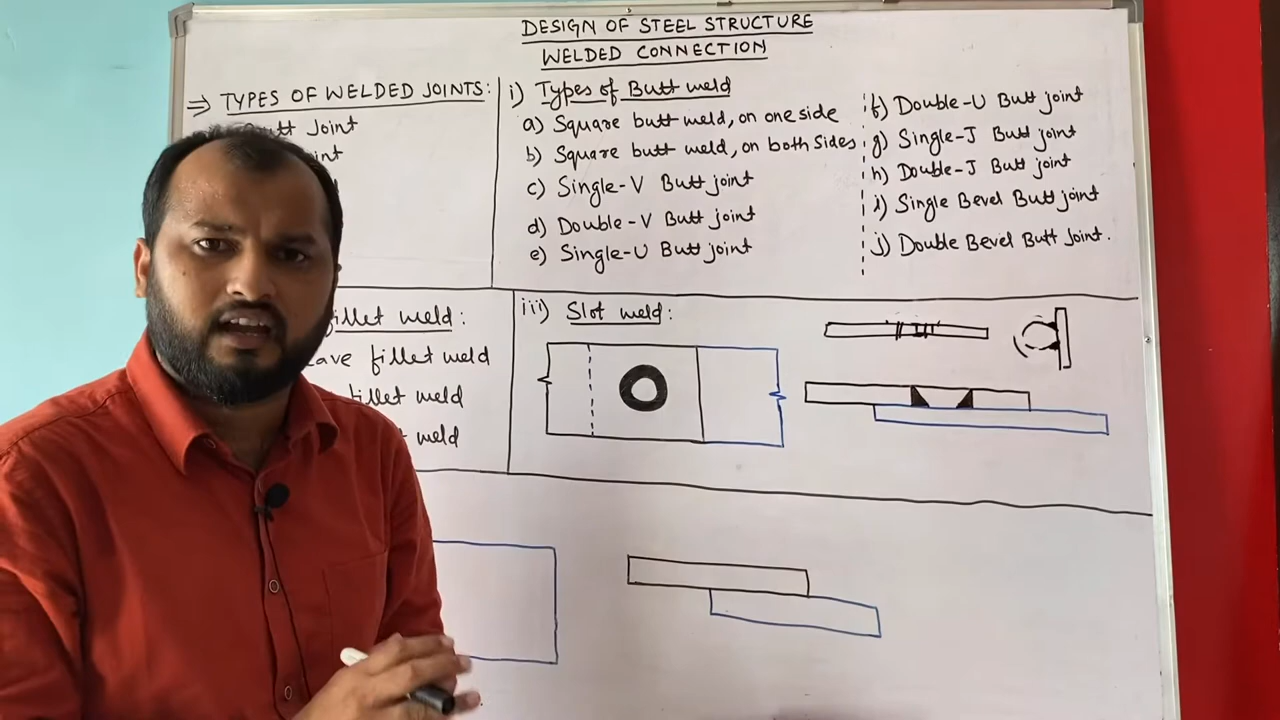 DESIGN OF STEEL STRUCTURE
WELDED CONNECTION
⇒ TYPES OF WELDED JOINTS:
Butt Joint
i) Types of Butt weld
a) Square butt weld, on one side
b) Square butt weld, on both Sides
c) Single-V Butt joint
d) Double-V Butt joint
e) Single-U Butt joint
f) Double-U Butt joint
g) Single-J Butt joint
h) Double-J Butt joint
i) Single Bevel Butt joint
j) Double Bevel Butt Joint.
fillet weld:
fillet weld
fillet weld
weld
iii) Slot weld: